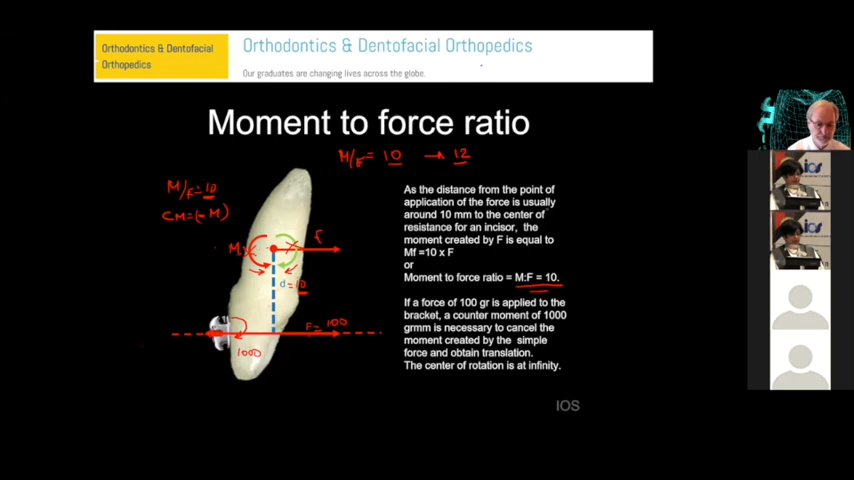 Orthodontics & Dentofacial
Orthopedics
Orthodontics & Dentofacial Orthopedics
Our graduates are changing lives across the globe.
Moment to force ratio
M/F = 10 → 12
M/F = 10
CM = (- M)
As the distance from the point of
application of the force is usually
around 10 mm to the center of
resistance for an incisor, the
moment created by F is equal to
Mf =10 x F
or
Moment to force ratio = M:F = 10.
If a force of 100 gr is applied to the
bracket, a counter moment of 1000
grmm is necessary to cancel the
moment created by the simple
force and obtain translation.
The center of rotation is at infinity.
M
F
d = 10
F = 100
1000
IOS
ios
ios